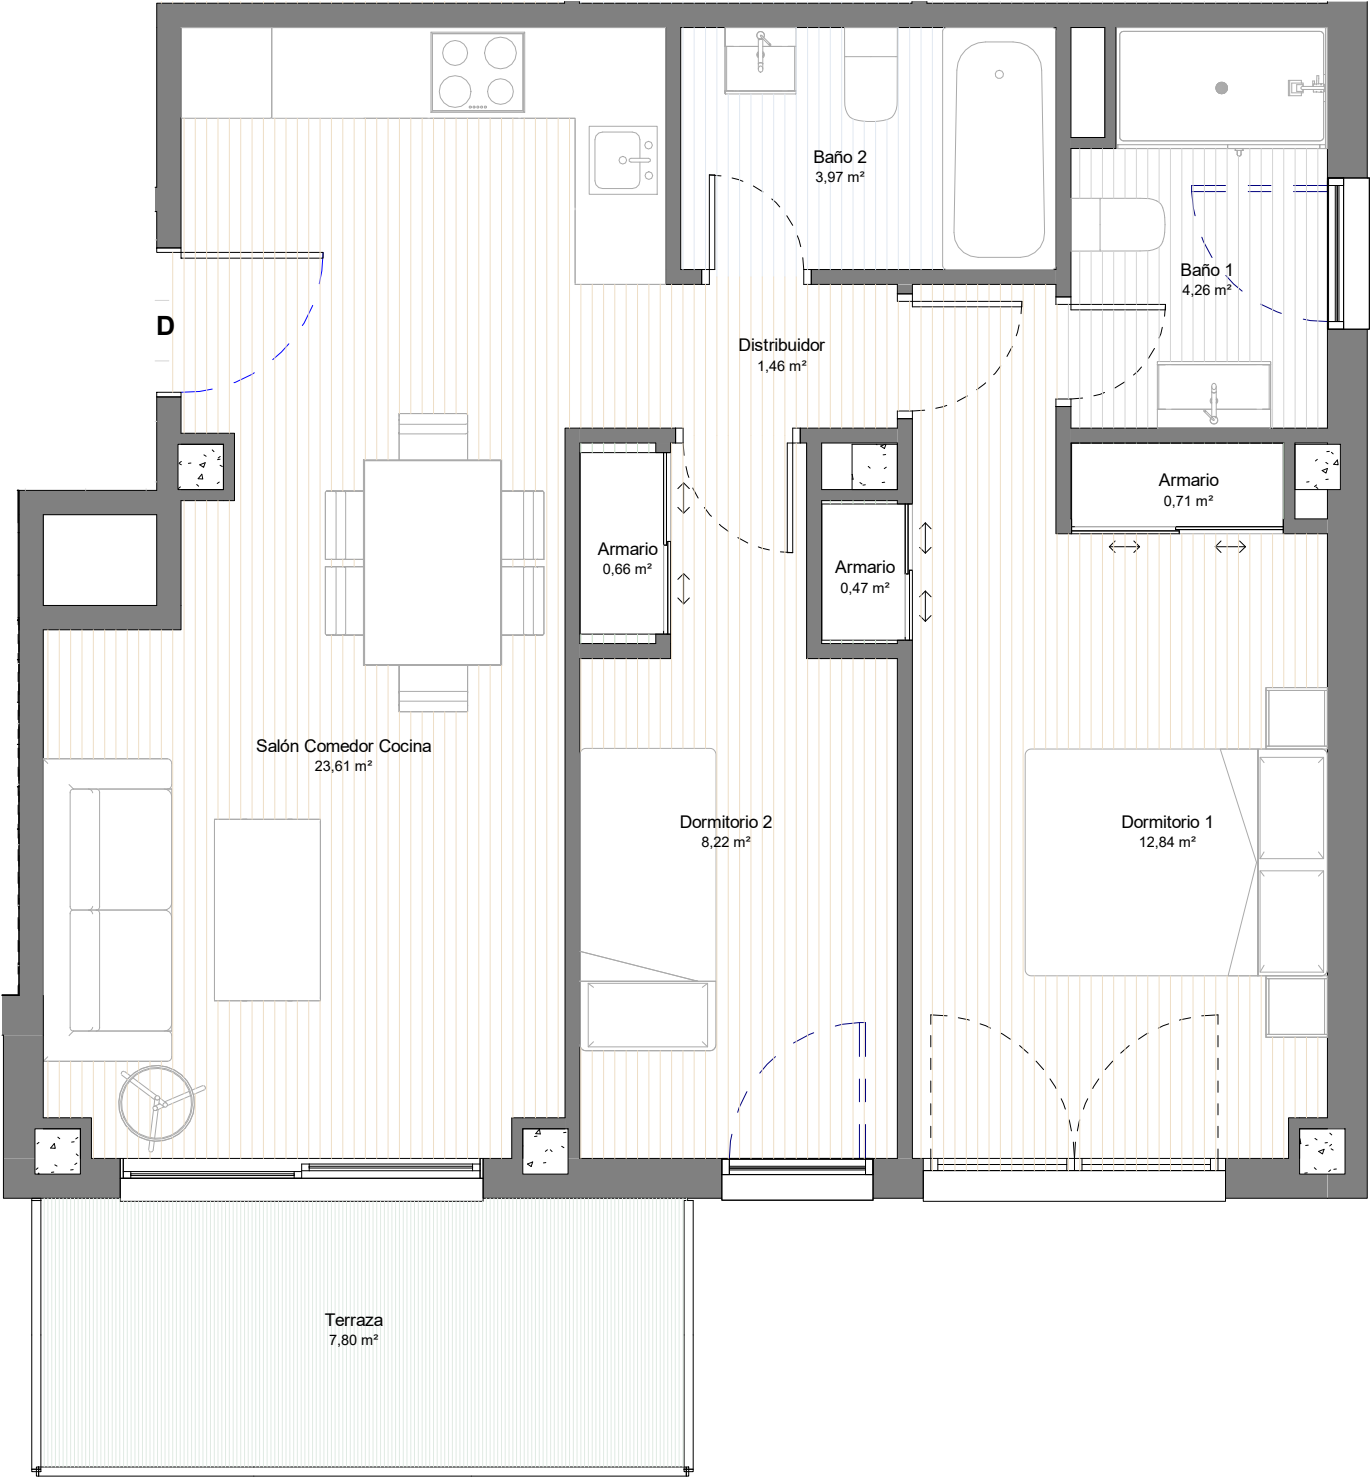 Baño 2
3,97 m²
Baño 1
4,26 m²
D
Distribuidor
1,46 m²
Armario
0,71 m²
Armario
0,66 m²
Armario
0,47 m²
Salón Comedor Cocina
23,61 m²
Dormitorio 2
8,22 m²
Dormitorio 1
12,84 m²
Terraza
7,80 m²